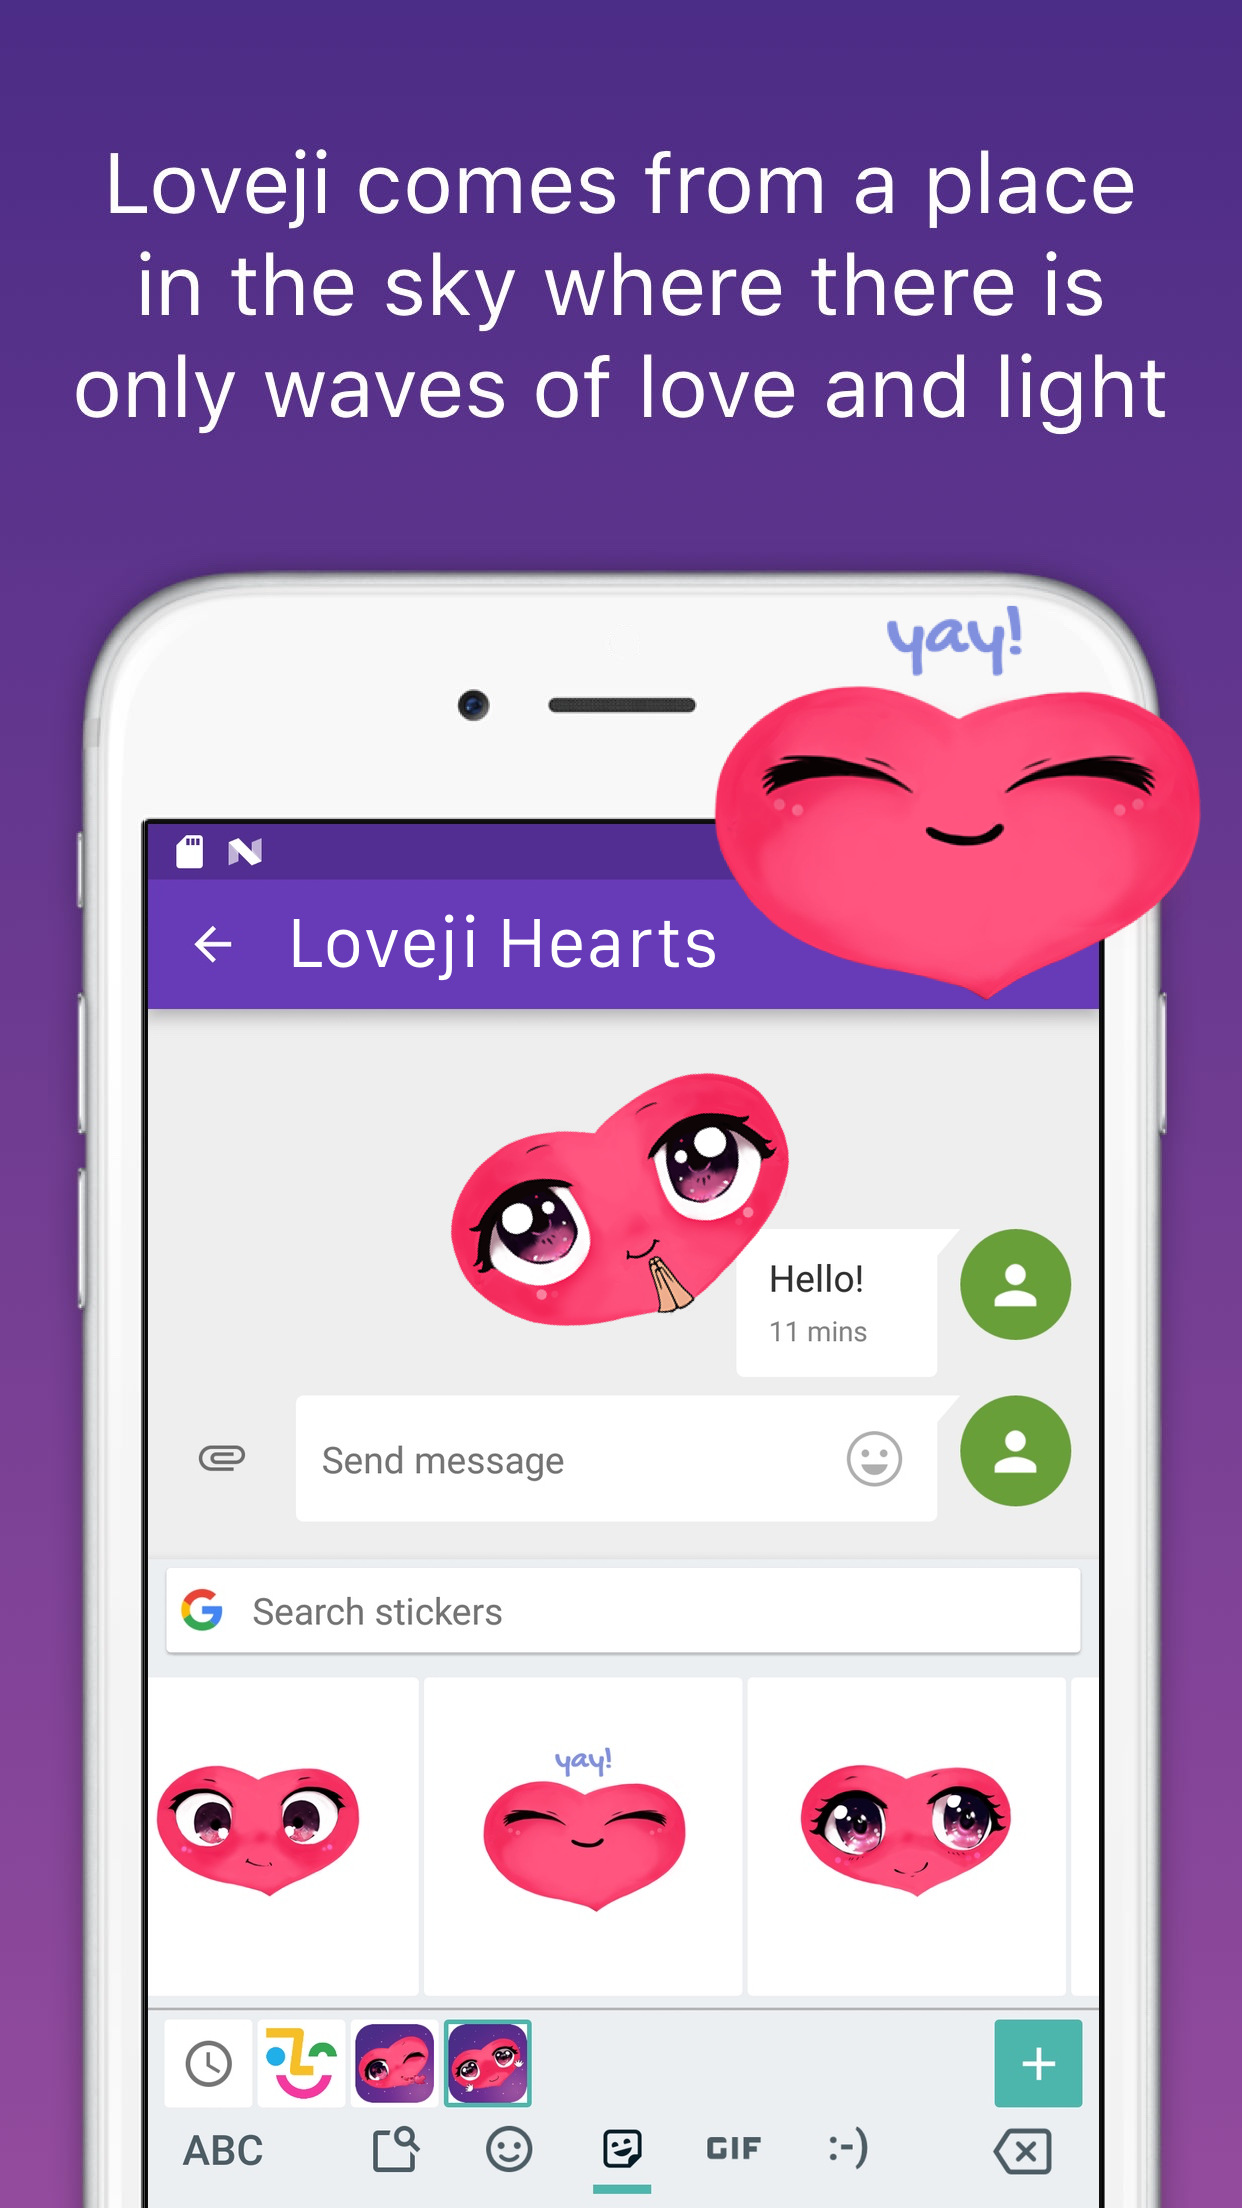 Loveji comes from a place
in the sky where there is
only waves of love and light
yay!
Loveji Hearts
Hello!
11 mins
Send message
Search stickers
yay!
ABC
GIF
:-)